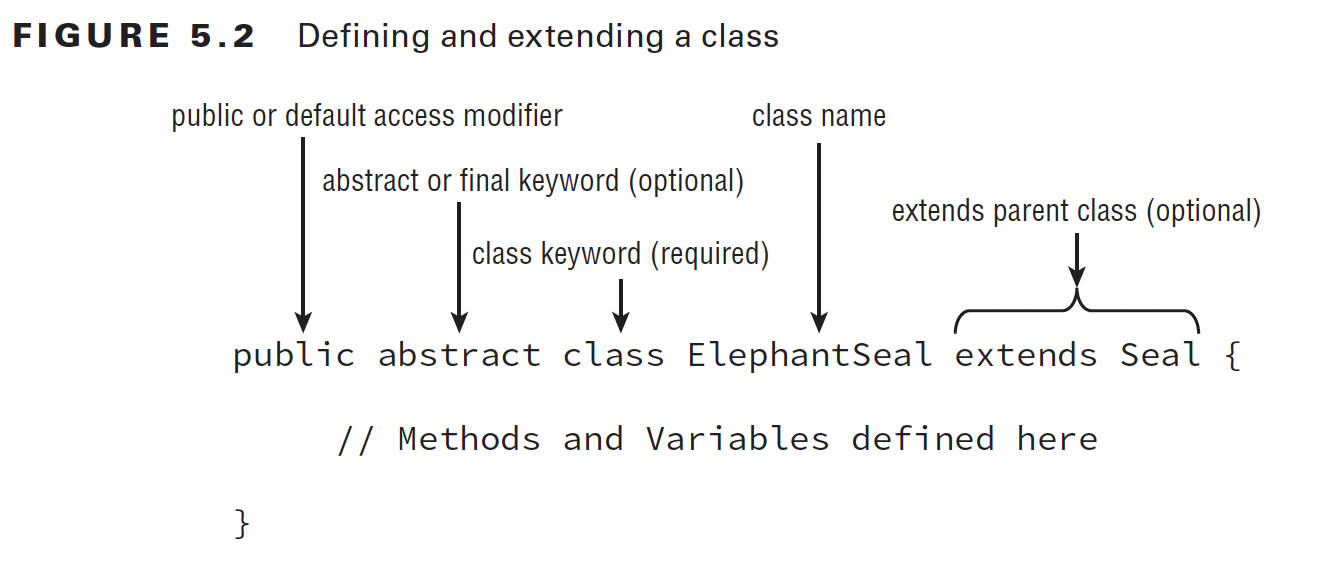 FIGURE 5.2 Defining and extending a class
public or default access modifier
class name
abstract or final keyword (optional)
extends parent class (optional)
class keyword (required)
public abstract class ElephantSeal extends Seal {
// Methods and Variables defined here
}